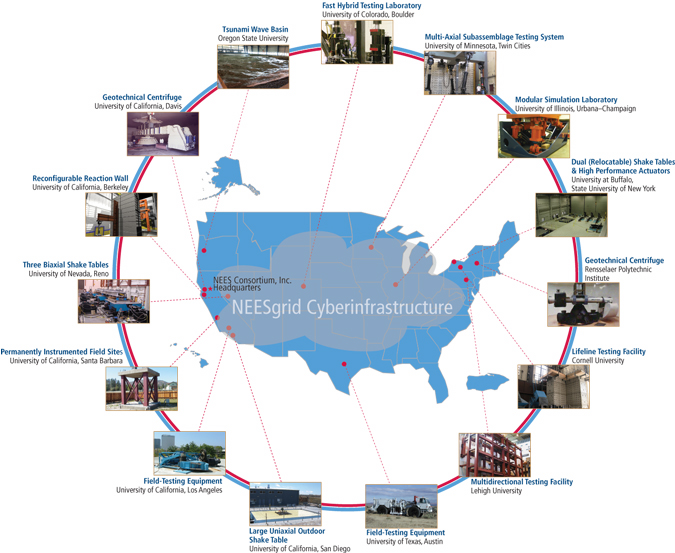 Fast Hybrid Testing Laboratory
University of Colorado, Boulder
Tsunami Wave Basin
Oregon State University
Multi-Axial Subassemblage Testing System
University of Minnesota, Twin Cities
Geotechnical Centrifuge
University of California, Davis
Modular Simulation Laboratory
University of Illinois, Urbana–Champaign
Reconfigurable Reaction Wall
University of California, Berkeley
Dual (Relocatable) Shake Tables
& High Performance Actuators
University at Buffalo,
State University of New York
Three Biaxial Shake Tables
University of Nevada, Reno
Geotechnical Centrifuge
Rensselaer Polytechnic
Institute
NEES Consortium, Inc.
Headquarters
NEESgrid Cyberinfrastructure
Permanently Instrumented Field Sites
University of California, Santa Barbara
Lifeline Testing Facility
Cornell University
Field-Testing Equipment
University of California, Los Angeles
Multidirectional Testing Facility
Lehigh University
Large Uniaxial Outdoor
Shake Table
University of California, San Diego
Field-Testing Equipment
University of Texas, Austin